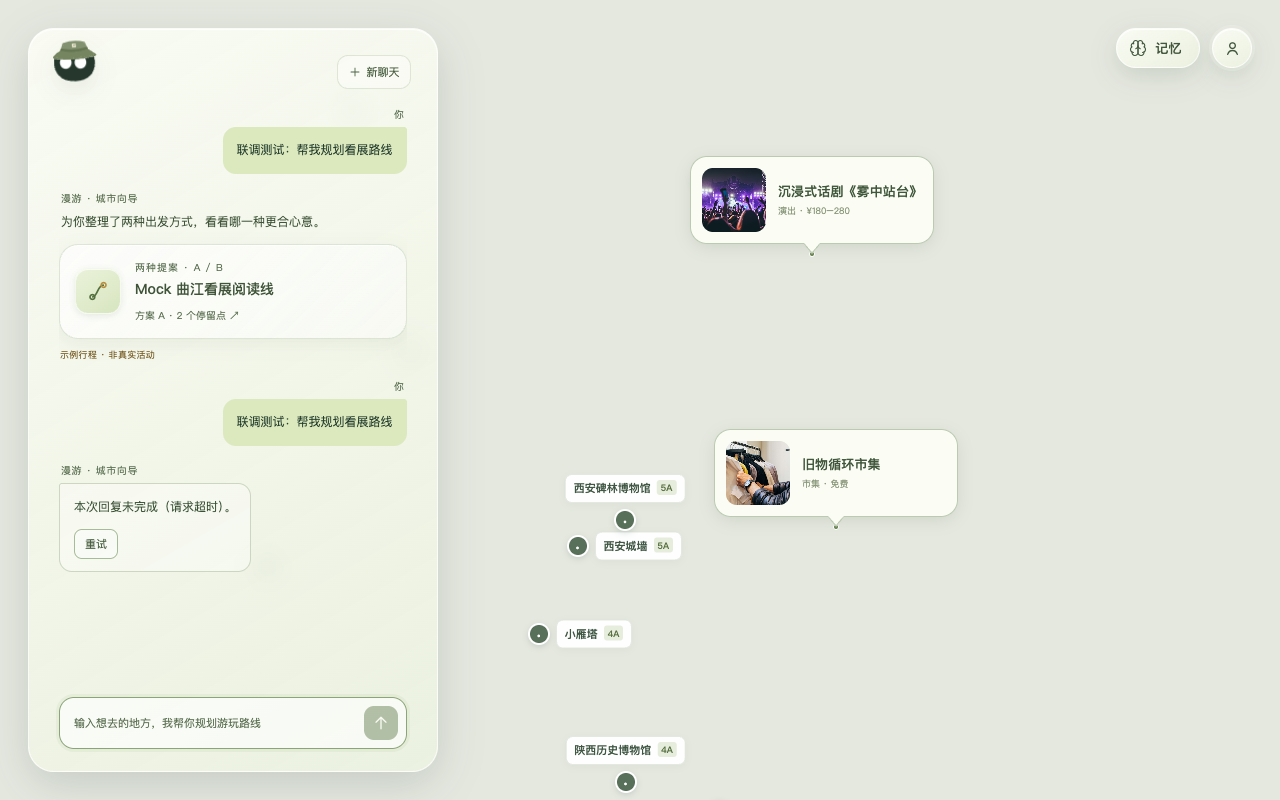 新聊天
你
联调测试：帮我规划看展路线
漫游 · 城市向导
为你整理了两种出发方式，看看哪一种更合心意。
两种提案 · A / B
Mock 曲江看展阅读线
方案 A · 2 个停留点 ↗
示例行程 · 非真实活动
你
联调测试：帮我规划看展路线
漫游 · 城市向导
本次回复未完成（请求超时）。
重试
输入想去的地方，我帮你规划游玩路线
记忆
沉浸式话剧《雾中站台》
演出 · ¥180—280
旧物循环市集
市集 · 免费
西安碑林博物馆 5A
西安城墙 5A
小雁塔 4A
陕西历史博物馆 4A